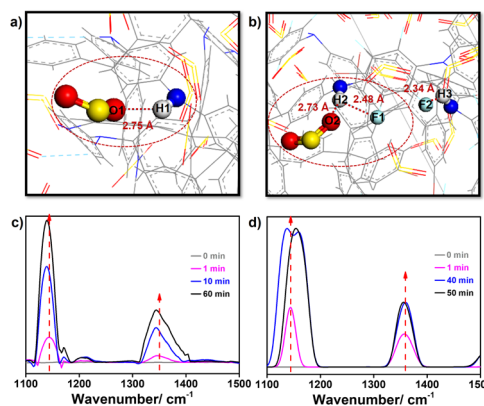 a)
O1
H1
2.75 Å
b)
2.34 Å
H3
H2
2.48 Å
F2
2.73 Å
F1
O2
c)
0 min
1 min
10 min
60 min
1100 1200 1300 1400 1500
Wavenumber/ cm-1
d)
0 min
1 min
40 min
50 min
1100 1200 1300 1400 1500
Wavenumber/ cm-1